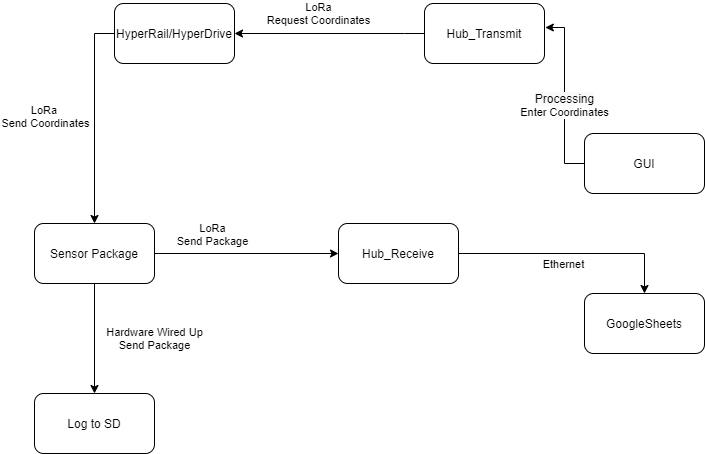 LoRa
Request Coordinates
HyperRail/HyperDrive
Hub_Transmit
Processing
Enter Coordinates
LoRa
Send Coordinates
GUI
Sensor Package
LoRa
Send Package
Hub_Receive
Ethernet
GoogleSheets
Hardware Wired Up
Send Package
Log to SD